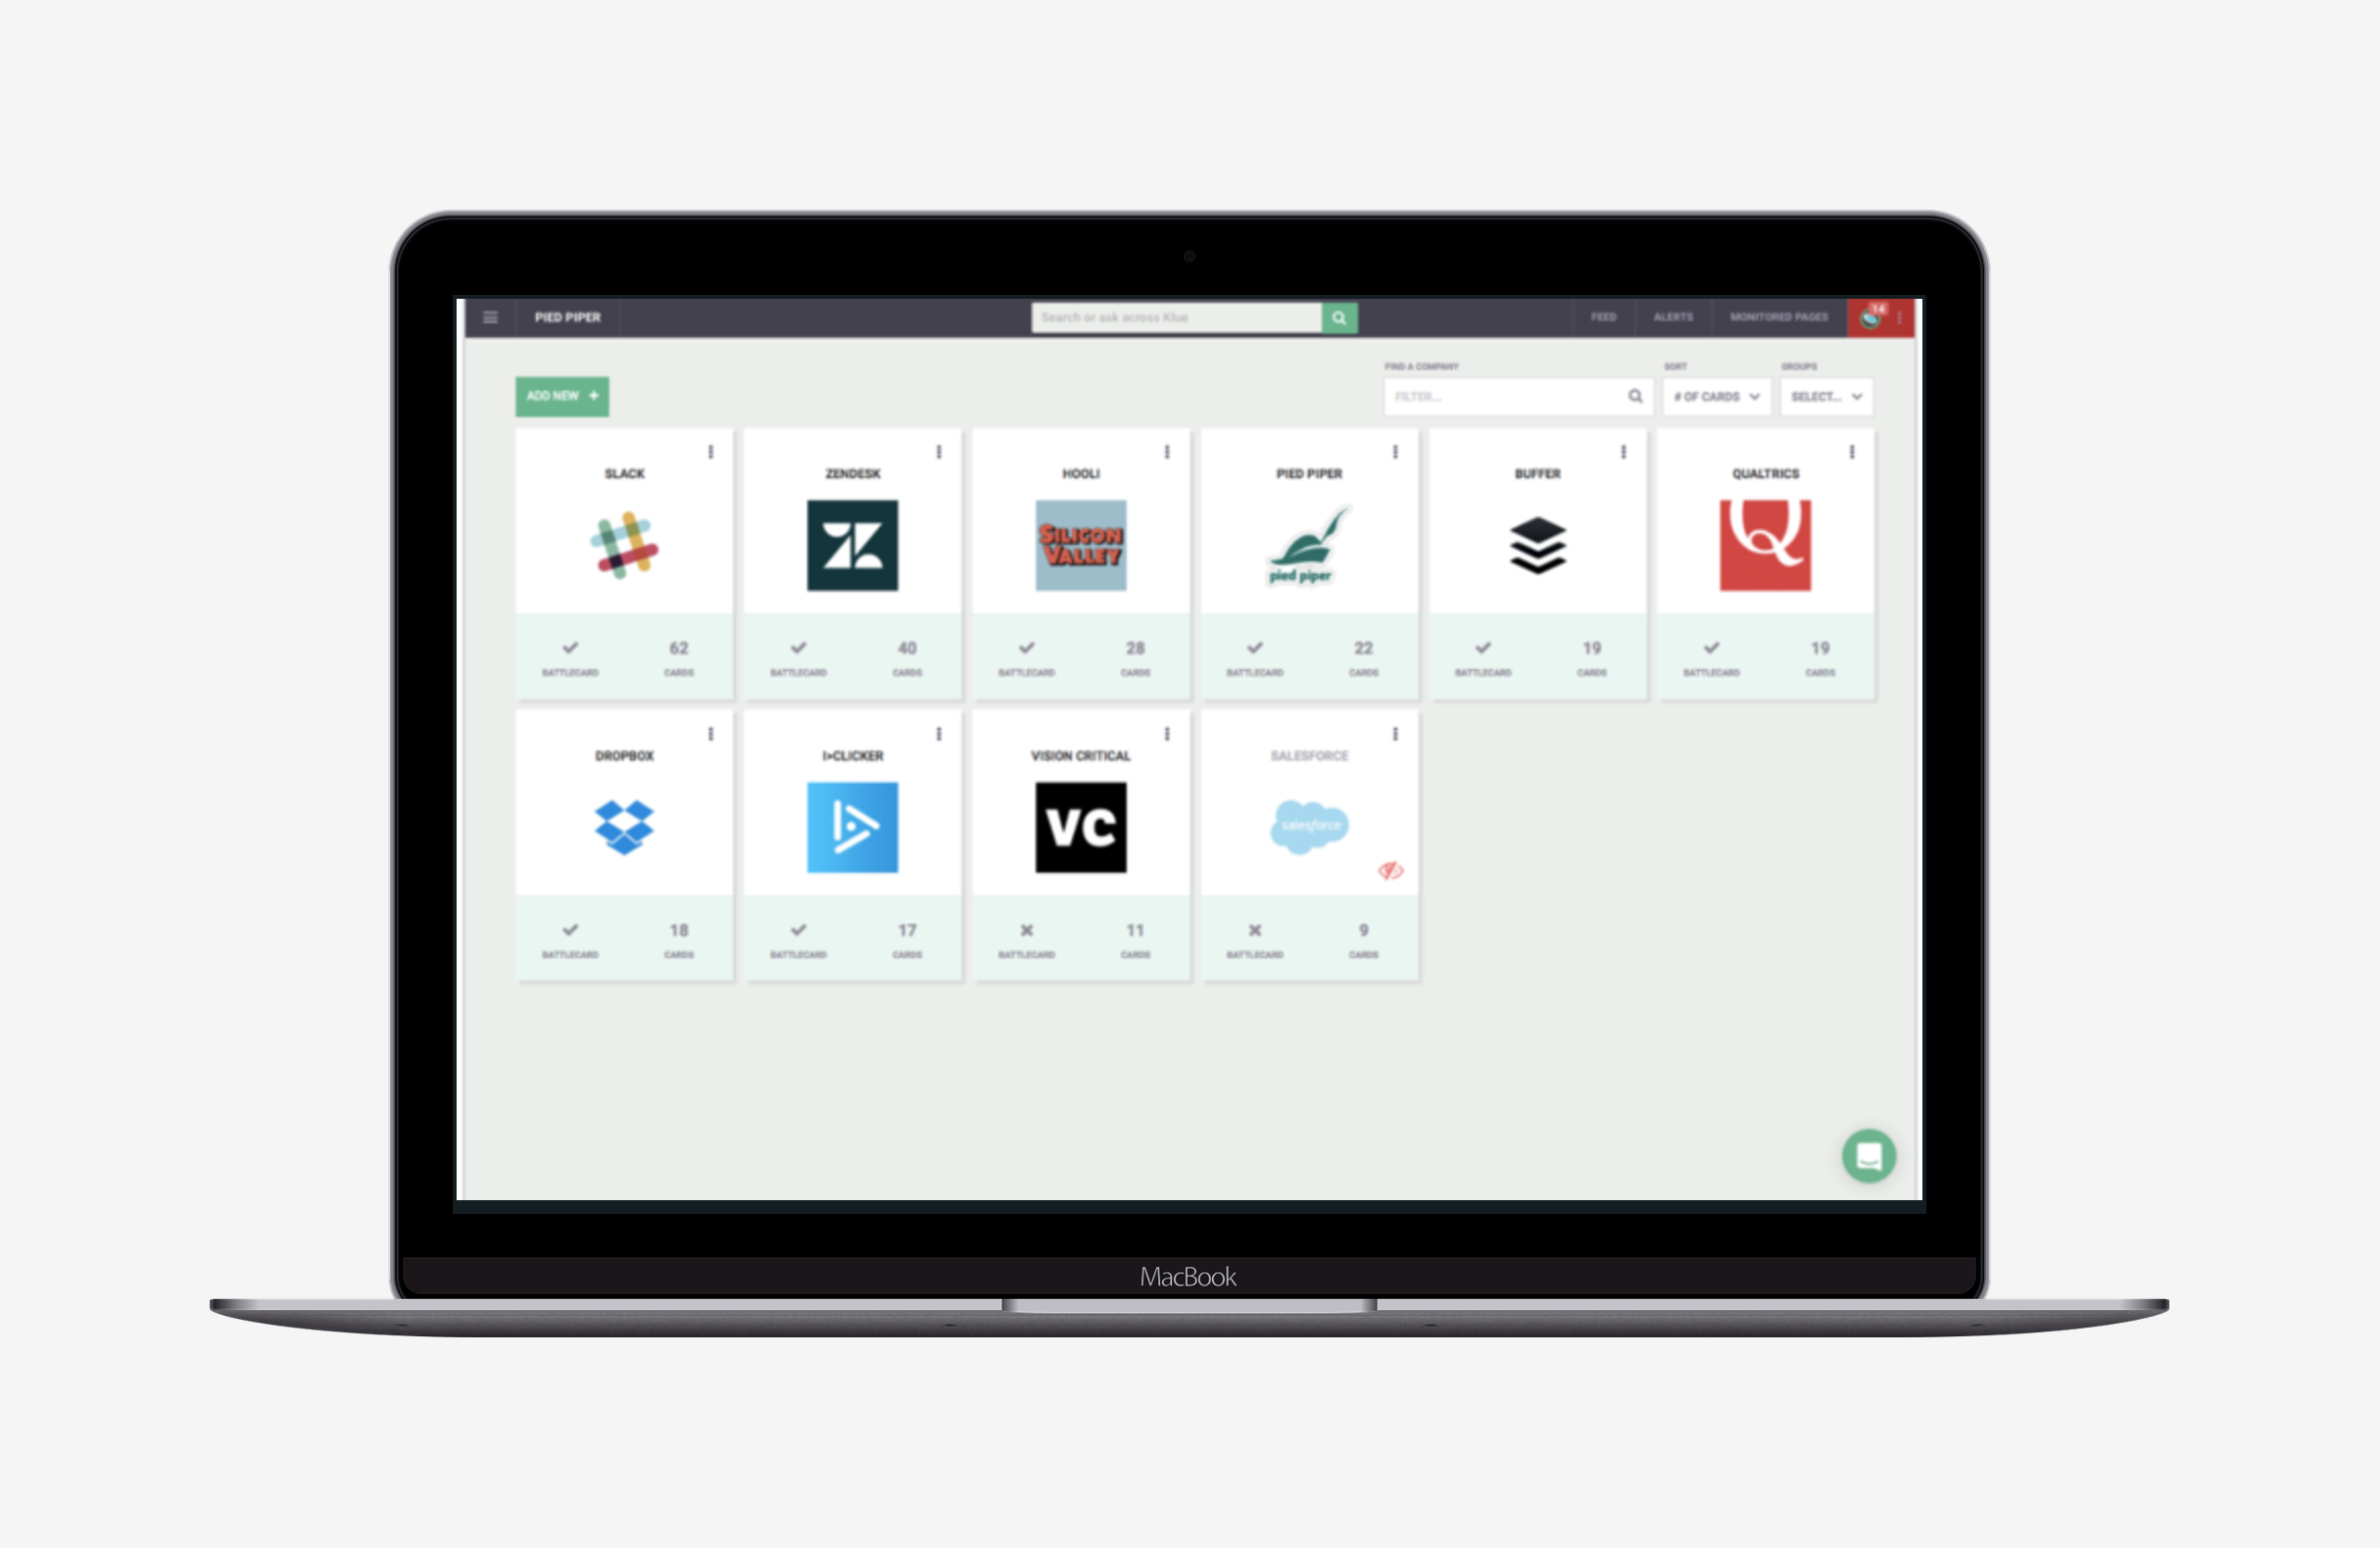 PIED PIPER
Search or ask across Klue
FEED
ALERTS
MONITORED PAGES
14
FIND A COMPANY
SORT
GROUPS
ADD NEW +
FILTER...
# OF CARDS
SELECT...
SLACK
62
BATTLECARD
CARDS
ZENDESK
40
BATTLECARD
CARDS
HOOLI
SILICON
VALLEY
28
BATTLECARD
CARDS
PIED PIPER
pied piper
22
BATTLECARD
CARDS
BUFFER
19
BATTLECARD
CARDS
QUALTRICS
Q
19
BATTLECARD
CARDS
DROPBOX
18
BATTLECARD
CARDS
I>CLICKER
17
BATTLECARD
CARDS
VISION CRITICAL
VC
11
BATTLECARD
CARDS
SALESFORCE
salesforce
9
BATTLECARD
CARDS
MacBook